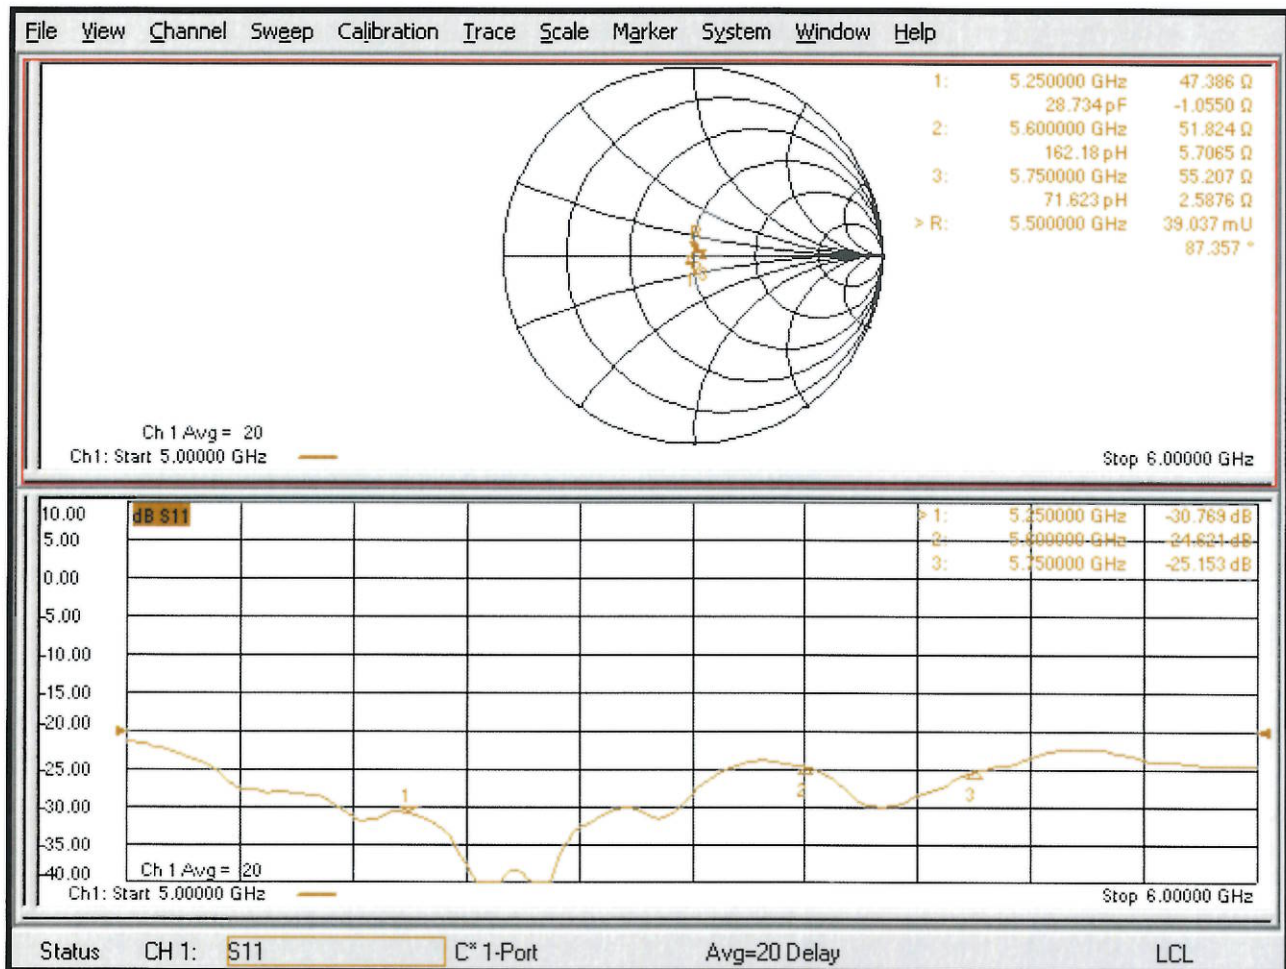 File View Channel Sweep Calibration Trace Scale Marker System Window Help
1: 5.250000 GHz 47.386 Ω
28.734 pF -1.0550 Ω
2: 5.600000 GHz 51.824 Ω
162.18 pH 5.7065 Ω
3: 5.750000 GHz 55.207 Ω
71.623 pH 2.5876 Ω
> R: 5.500000 GHz 39.037 mU
87.357 °
Ch 1 Avg = 20
Ch1: Start 5.00000 GHz Stop 6.00000 GHz
10.00 dB S11 > 1: 5.250000 GHz -30.769 dB
5.00 2: 5.600000 GHz -24.621 dB
0.00 3: 5.750000 GHz -25.153 dB
-5.00
-10.00
-15.00
-20.00
-25.00
2
-30.00 1 3
-35.00
-40.00 Ch 1 Avg = 20
Ch1: Start 5.00000 GHz Stop 6.00000 GHz
Status CH 1: S11 C* 1-Port Avg=20 Delay LCL